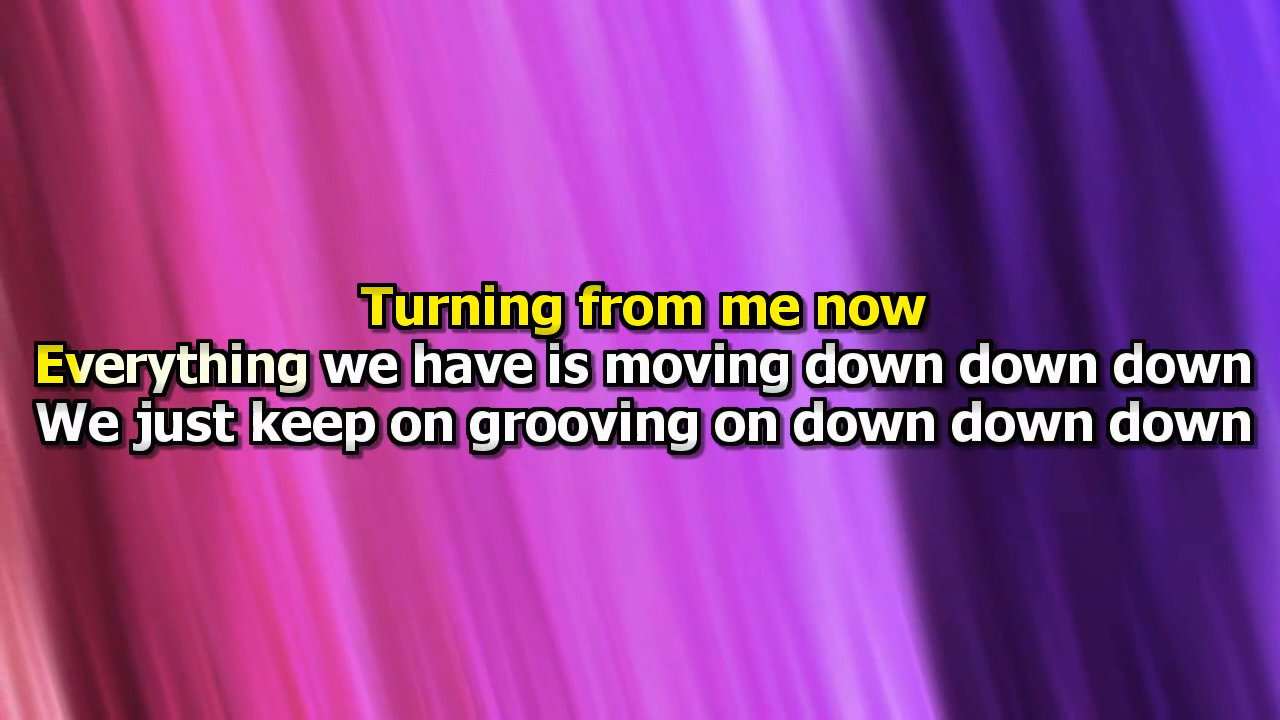 Turning from me now
Everything we have is moving down down down
We just keep on grooving on down down down